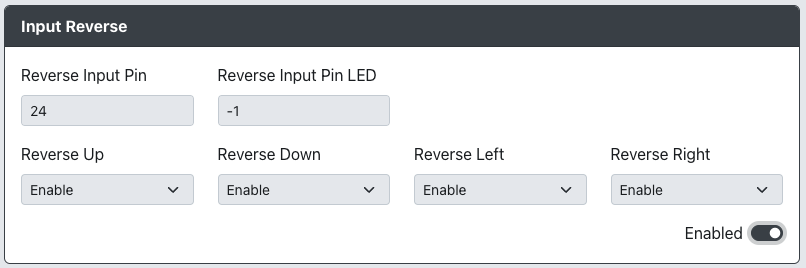 Input Reverse
Reverse Input Pin Reverse Input Pin LED
24 -1
Reverse Up Reverse Down Reverse Left Reverse Right
Enable Enable Enable Enable
Enabled